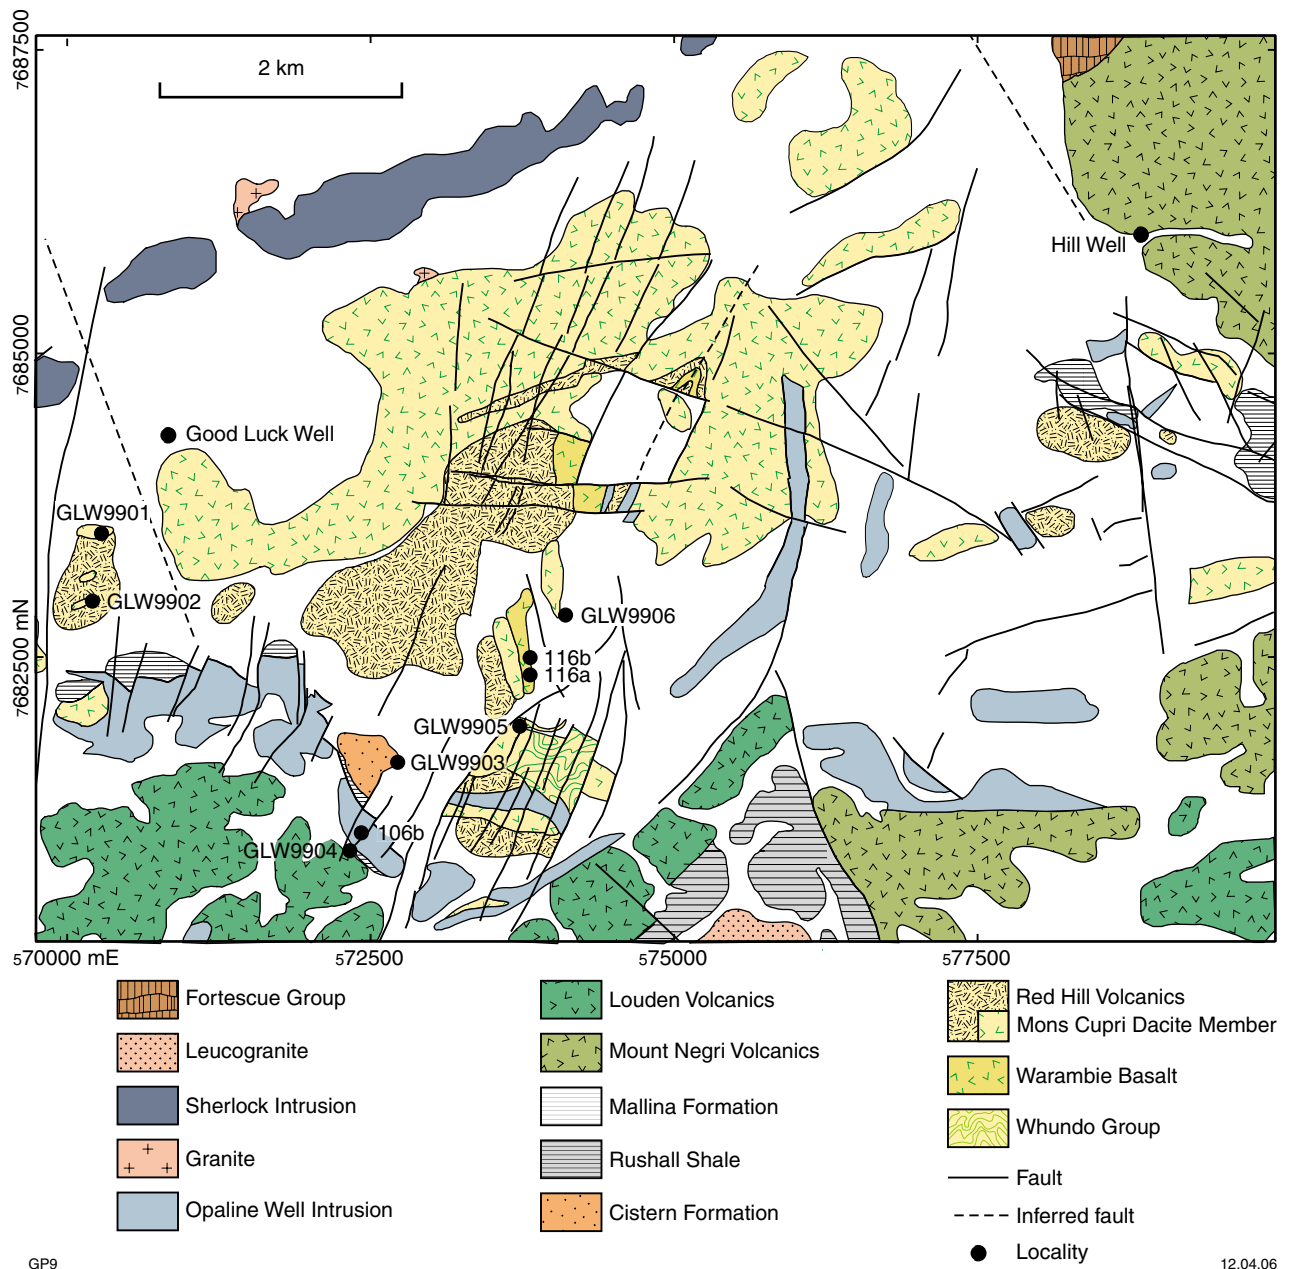 7687500
2 km
Hill Well
7685000
Good Luck Well
GLW9901
GLW9902
GLW9906
7682500 mN
116b
116a
GLW9905
GLW9903
106b
GLW9904
570000 mE
572500
575000
577500
Fortescue Group
Leucogranite
Sherlock Intrusion
Granite
Opaline Well Intrusion
Louden Volcanics
Mount Negri Volcanics
Mallina Formation
Rushall Shale
Cistern Formation
Red Hill Volcanics
Mons Cupri Dacite Member
Warambie Basalt
Whundo Group
Fault
Inferred fault
Locality
GP9
12.04.06